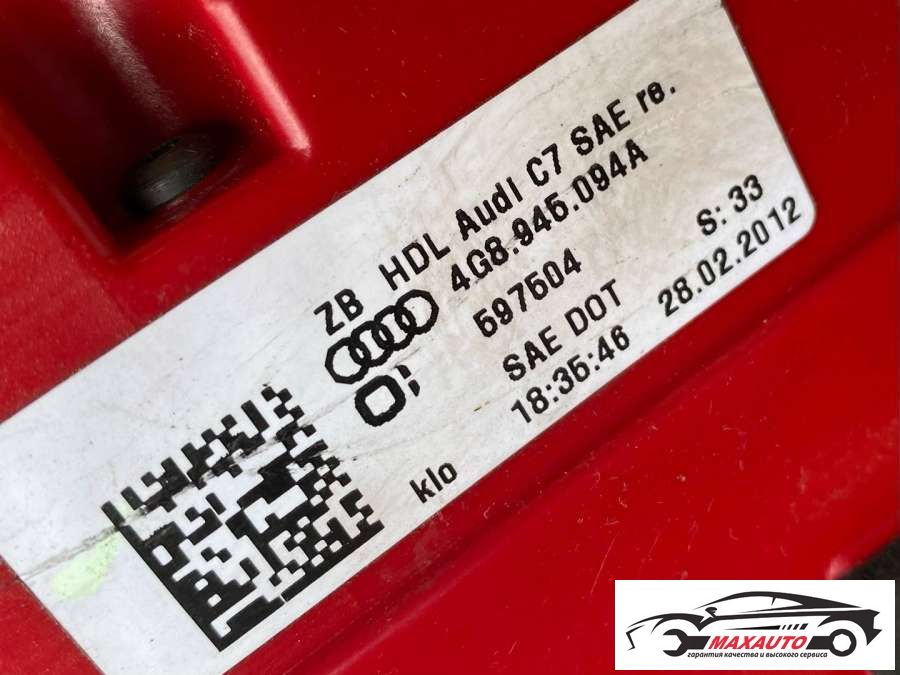 ZB HDL Audi C7 SAE re.
4G8.945.094A
597504
S: 33
SAE DOT
28.02.2012
18:35:46
klo
MAXAUTO
гарантия качества и высокого сервиса